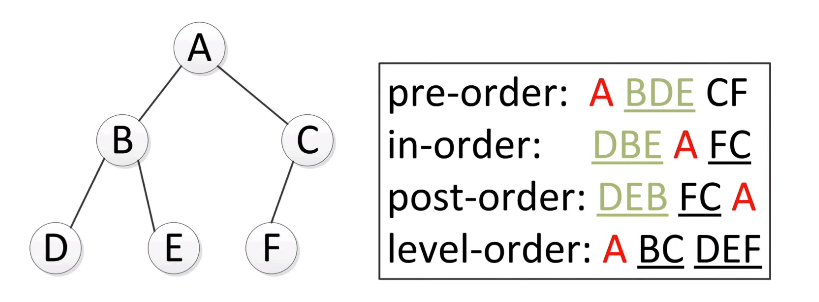 A
B
C
D
E
F
pre-order: A BDE CF
in-order: DBE A FC
post-order: DEB FC A
level-order: A BC DEF